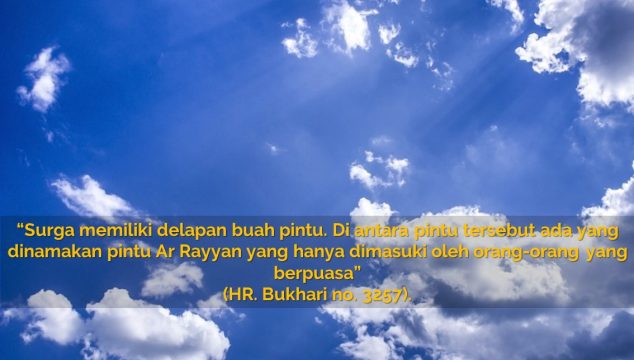 “Surga memiliki delapan buah pintu. Di antara pintu tersebut ada yang
dinamakan pintu Ar Rayyan yang hanya dimasuki oleh orang-orang yang
berpuasa”
(HR. Bukhari no. 3257).